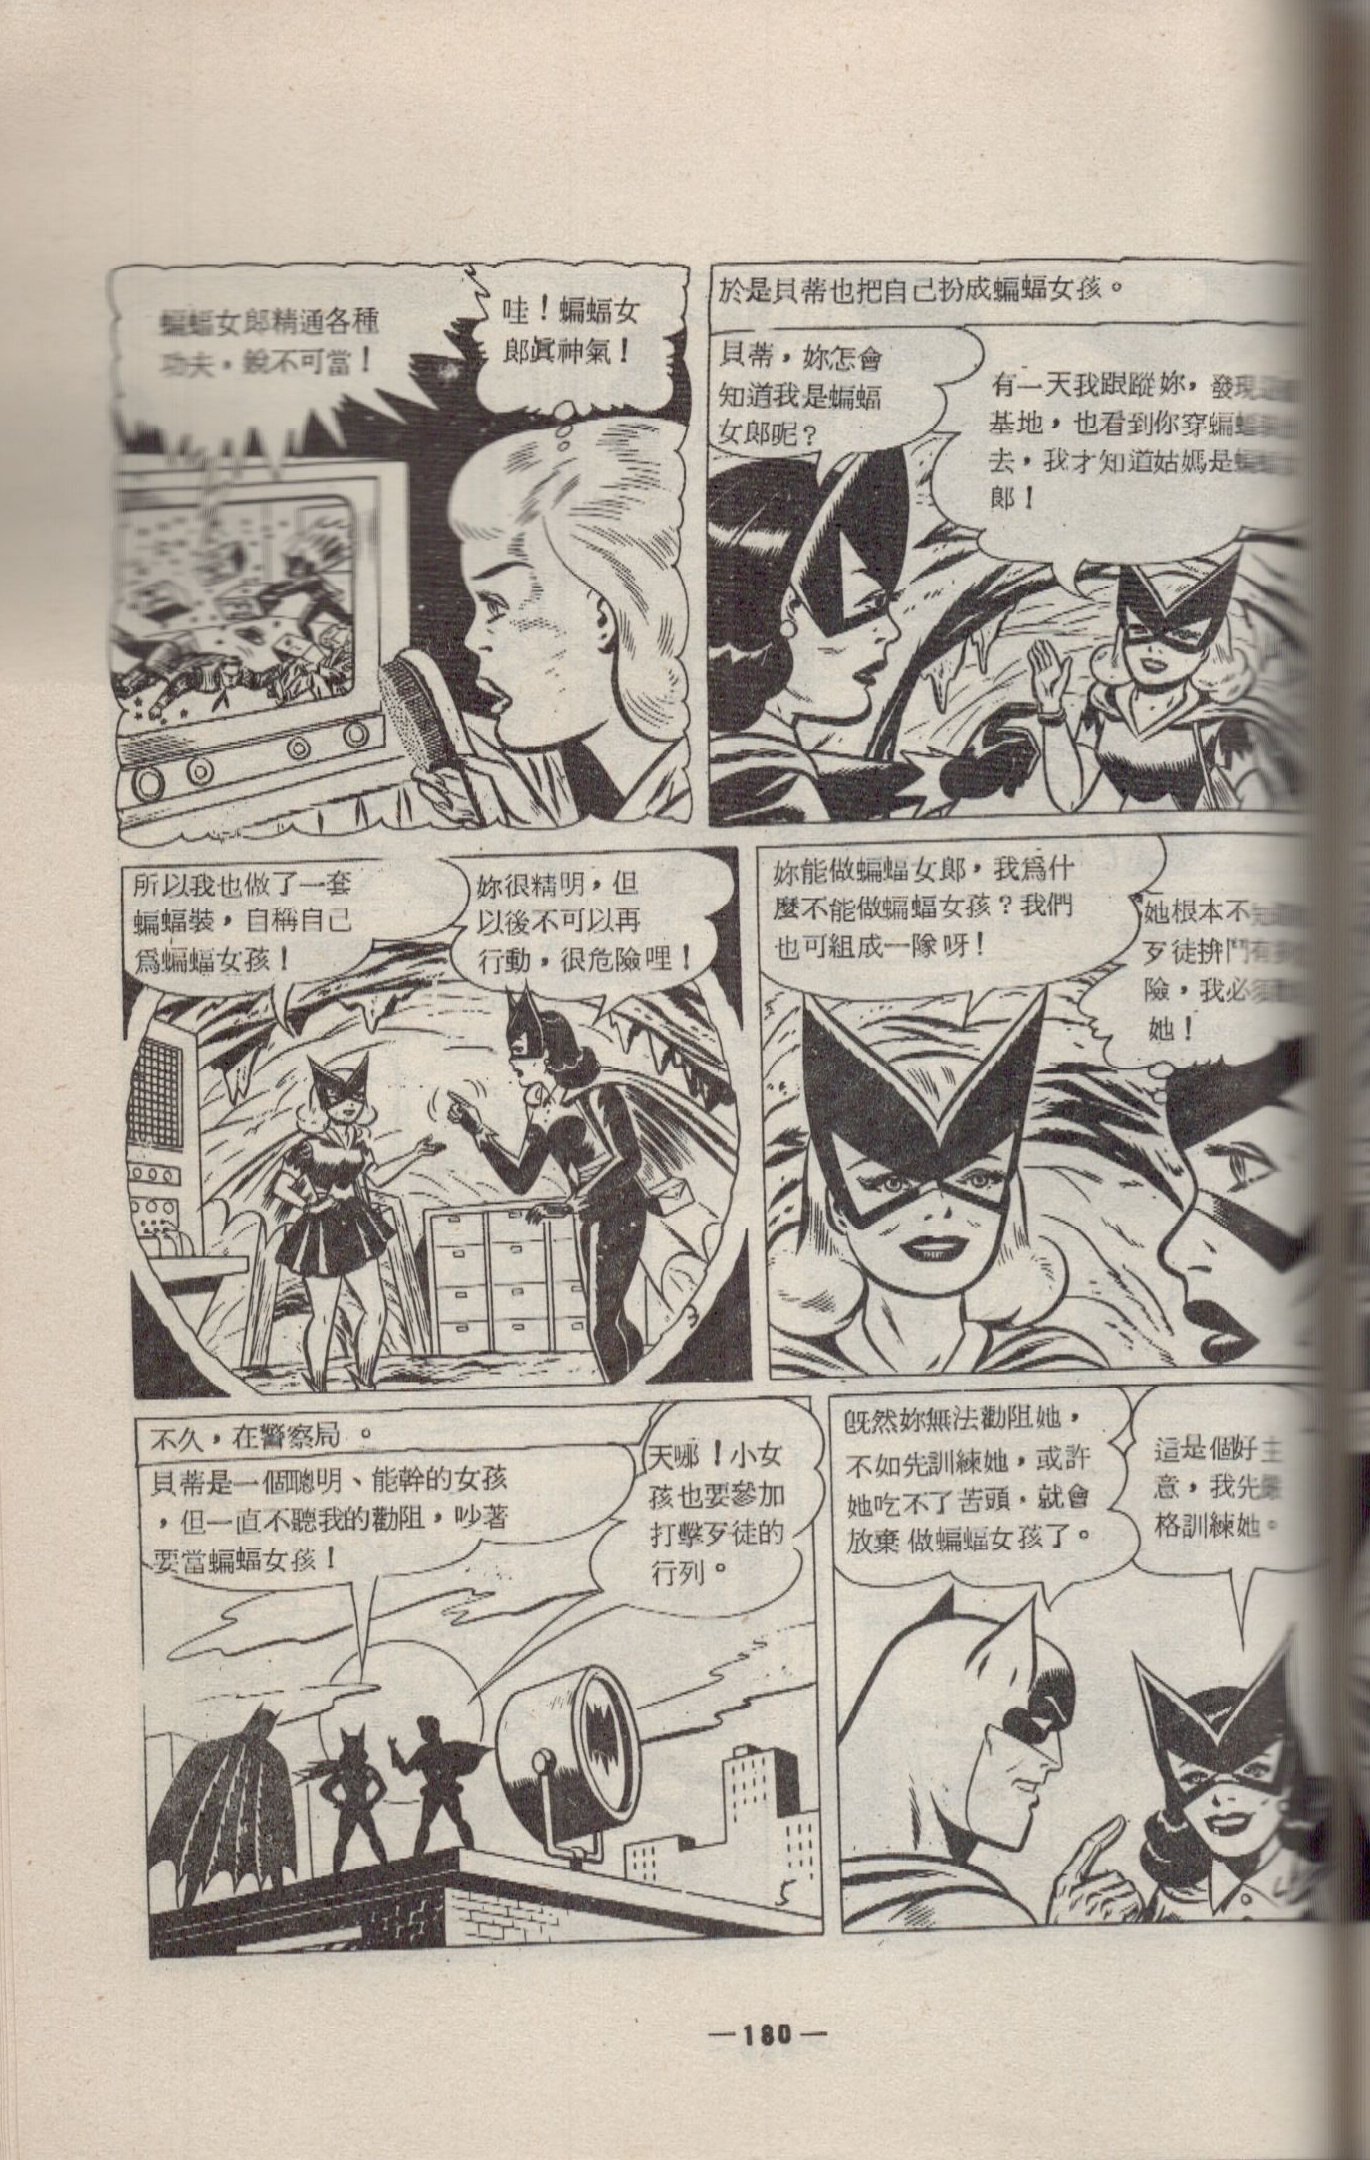 蝙蝠女郎精通各種
功夫,銳不可當!
哇!蝙蝠女
郎眞神氣!
於是貝蒂也把自己扮成蝙蝠女孩。
貝蒂,妳怎會
知道我是蝙蝠
女郎呢?
有一天我跟蹤妳,發現
基地,也看到你穿蝙蝠
去,我才知道姑媽是蝙蝠
郎!
所以我也做了一套
蝙蝠裝,自稱自己
爲蝙蝠女孩!
妳很精明,但
以後不可以再
行動,很危險哩!
妳能做蝙蝠女郎,我爲什
麼不能做蝙蝠女孩?我們
也可組成一隊呀!
她根本不知
歹徒拚鬥有
險,我必須
她!
不久,在警察局。
貝蒂是一個聰明、能幹的女孩
,但一直不聽我的勸阻,吵著
要當蝙蝠女孩!
天哪!小女
孩也要參加
打擊歹徒的
行列。
旣然妳無法勸阻她,
不如先訓練她,或許
她吃不了苦頭,就會
放棄做蝙蝠女孩了。
這是個好主
意,我先嚴
格訓練她。
—180—